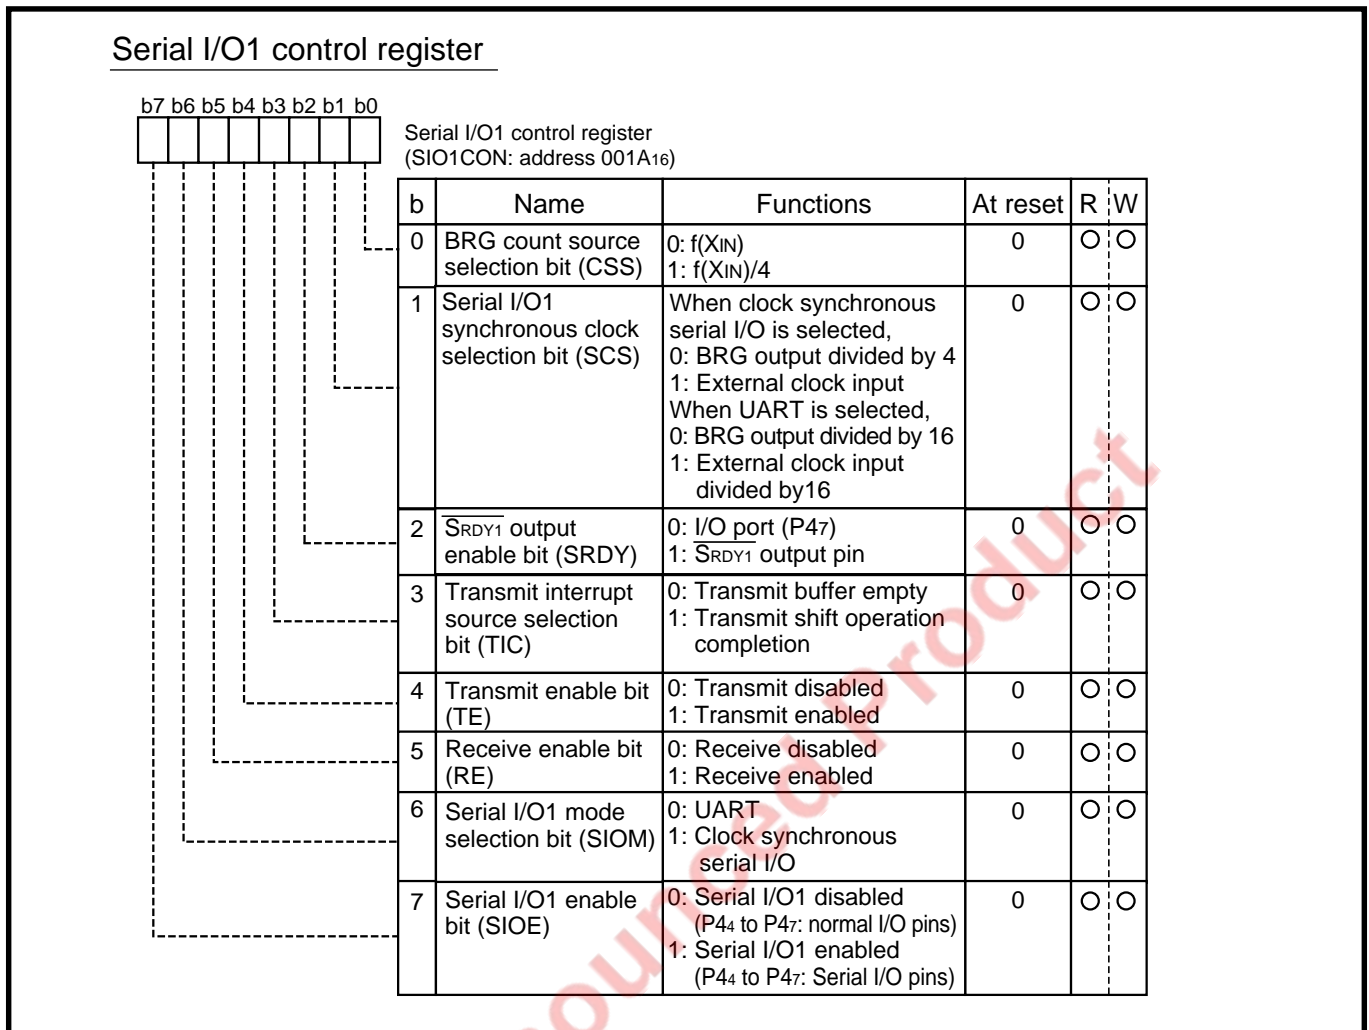 Serial I/O1 control register
b7 b6 b5 b4 b3 b2 b1 b0
Serial I/O1 control register
(SIO1CON: address 001A16)
b Name Functions At reset R W
0 BRG count source selection bit (CSS) 0: f(XIN) 0
1: f(XIN)/4
1 Serial I/O1 synchronous clock selection bit (SCS) When clock synchronous 0
serial I/O is selected,
0: BRG output divided by 4
1: External clock input
When UART is selected,
0: BRG output divided by 16
1: External clock input
divided by16
2 SRDY1 output enable bit (SRDY) 0: I/O port (P47) 0
1: SRDY1 output pin
3 Transmit interrupt source selection bit (TIC) 0: Transmit buffer empty 0
1: Transmit shift operation
completion
4 Transmit enable bit (TE) 0: Transmit disabled 0
1: Transmit enabled
5 Receive enable bit (RE) 0: Receive disabled 0
1: Receive enabled
6 Serial I/O1 mode selection bit (SIOM) 0: UART 0
1: Clock synchronous
serial I/O
7 Serial I/O1 enable bit (SIOE) 0: Serial I/O1 disabled 0
(P44 to P47: normal I/O pins)
1: Serial I/O1 enabled
(P44 to P47: Serial I/O pins)
ounced Product